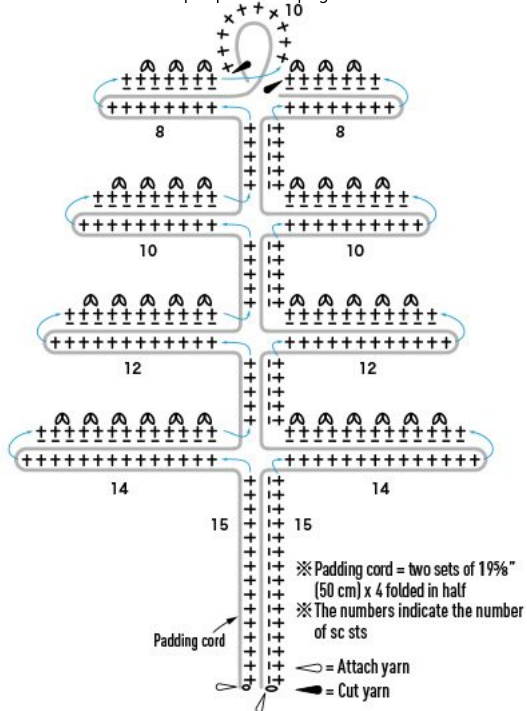 10
8 8
10 10
12 12
14 14
15 15
※Padding cord = two sets of 19⅝"
(50 cm) x 4 folded in half
※The numbers indicate the number
of sc sts
Padding cord
= Attach yarn
= Cut yarn